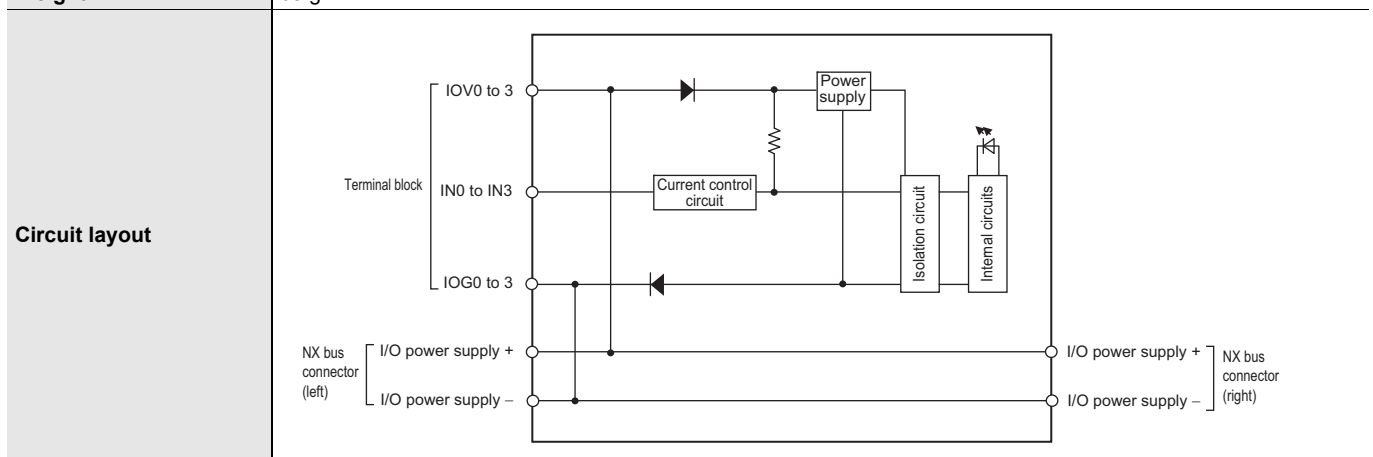 Circuit layout
IOV0 to 3
Power
supply
Terminal block
IN0 to IN3
Current control
circuit
Isolation circuit
Internal circuits
IOG0 to 3
NX bus
connector
(left)
I/O power supply +
I/O power supply –
I/O power supply +
I/O power supply –
NX bus
connector
(right)